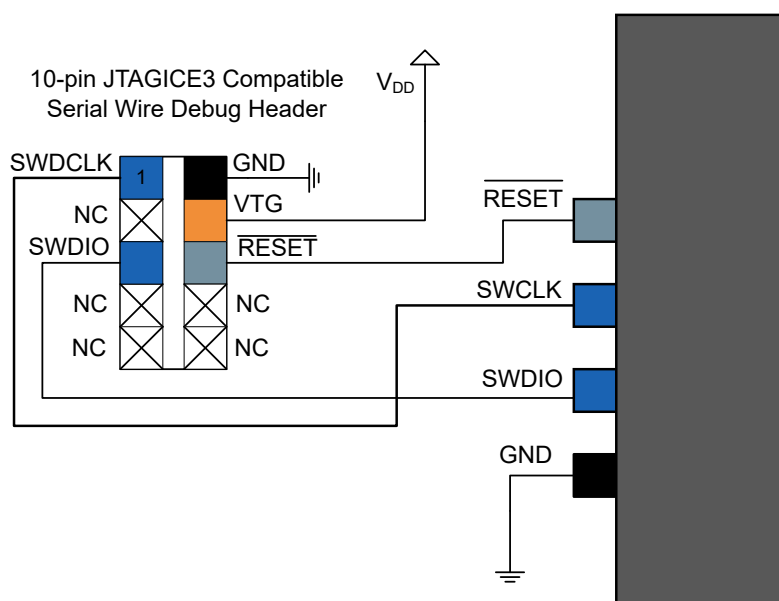 10-pin JTAGICE3 Compatible
Serial Wire Debug Header
VDD
SWDCLK
1
GND
NC
VTG
SWDIO
RESET
NC
NC
NC
NC
RESET
SWCLK
SWDIO
GND